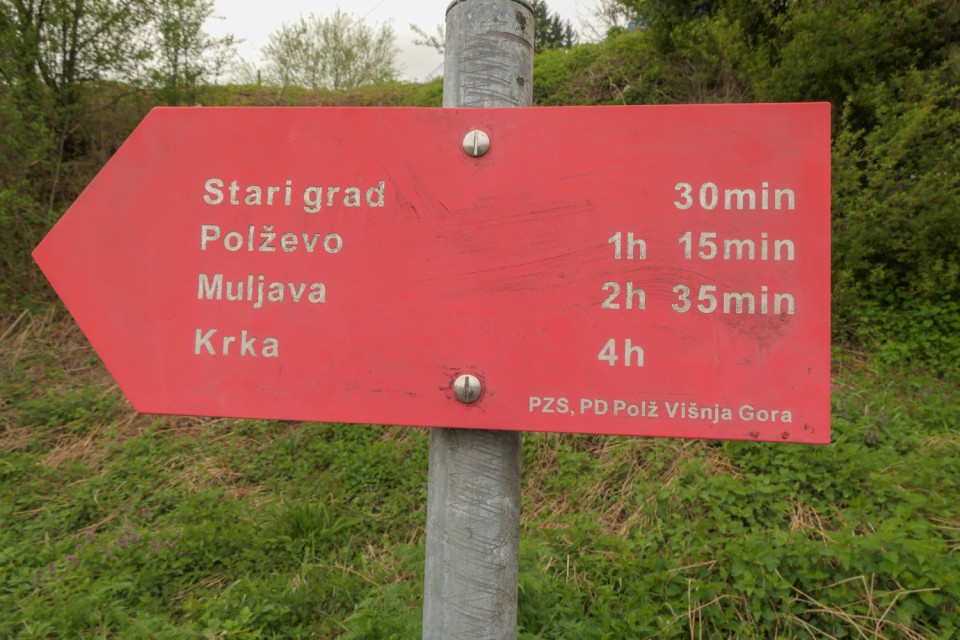 Stari grad 30min
Polževo 1h 15min
Muljava 2h 35min
Krka 4h
PZS, PD Polž Višnja Gora